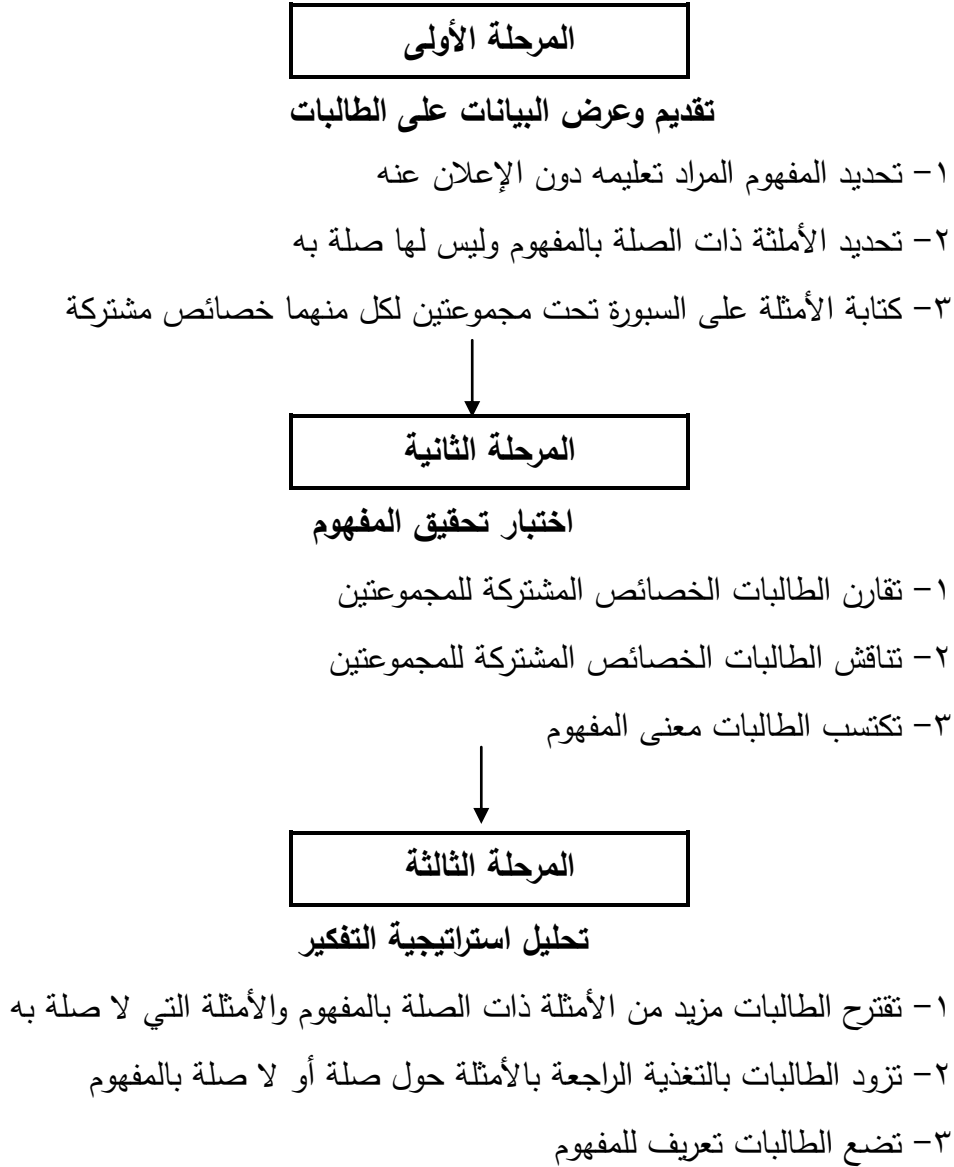 المرحلة الأولى
تقديم وعرض البيانات على الطالبات
١- تحديد المفهوم المراد تعليمه دون الإعلان عنه
٢- تحديد الأملثة ذات الصلة بالمفهوم وليس لها صلة به
٣- كتابة الأمثلة على السبورة تحت مجموعتين لكل منهما خصائص مشتركة
المرحلة الثانية
اختبار تحقيق المفهوم
١- تقارن الطالبات الخصائص المشتركة للمجموعتين
٢- تناقش الطالبات الخصائص المشتركة للمجموعتين
٣- تكتسب الطالبات معنى المفهوم
المرحلة الثالثة
تحليل استراتيجية التفكير
١- تقترح الطالبات مزيد من الأمثلة ذات الصلة بالمفهوم والأمثلة التي لا صلة به
٢- تزود الطالبات بالتغذية الراجعة بالأمثلة حول صلة أو لا صلة بالمفهوم
٣- تضع الطالبات تعريف للمفهوم